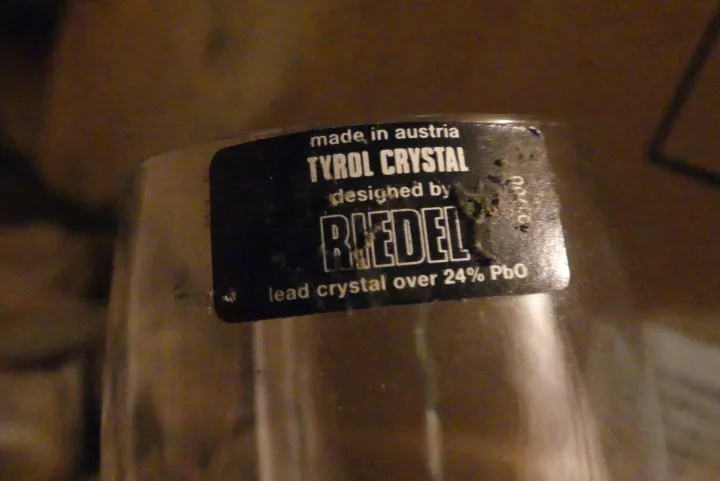 made in austria
TYROL CRYSTAL
designed by
RIEDEL
lead crystal over 24% PbO